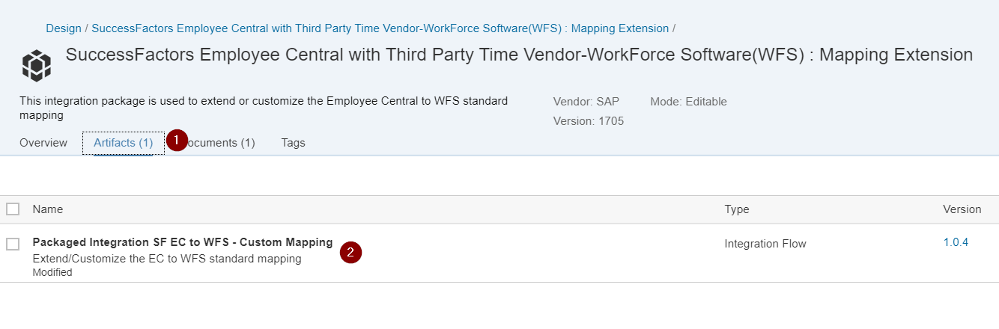 Design / SuccessFactors Employee Central with Third Party Time Vendor-WorkForce Software(WFS) : Mapping Extension /
SuccessFactors Employee Central with Third Party Time Vendor-WorkForce Software(WFS) : Mapping Extension
This integration package is used to extend or customize the Employee Central to WFS standard
mapping
Vendor: SAP Mode: Editable
Version: 1705
Overview Artifacts (1) 1 ocuments (1) Tags
Name Type Version
Packaged Integration SF EC to WFS - Custom Mapping 2 Integration Flow 1.0.4
Extend/Customize the EC to WFS standard mapping
Modified